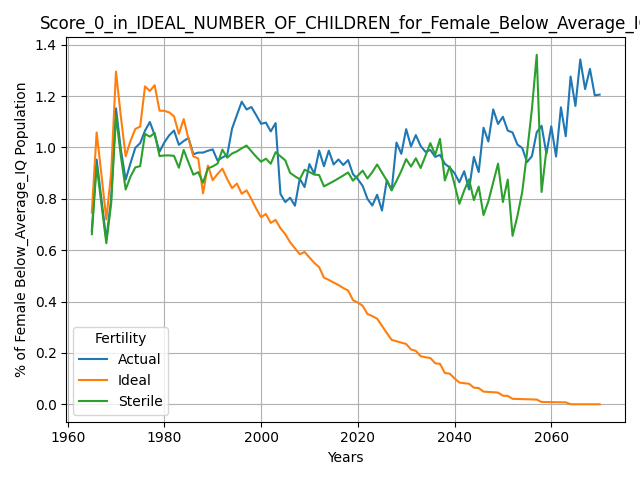 Score_0_in_IDEAL_NUMBER_OF_CHILDREN_for_Female_Below_Average_IQ
% of Female Below_Average_IQ Population
1.4
1.2
1.0
0.8
0.6
0.4
0.2
0.0
Fertility
Actual
Ideal
Sterile
1960 1980 2000 2020 2040 2060
Years